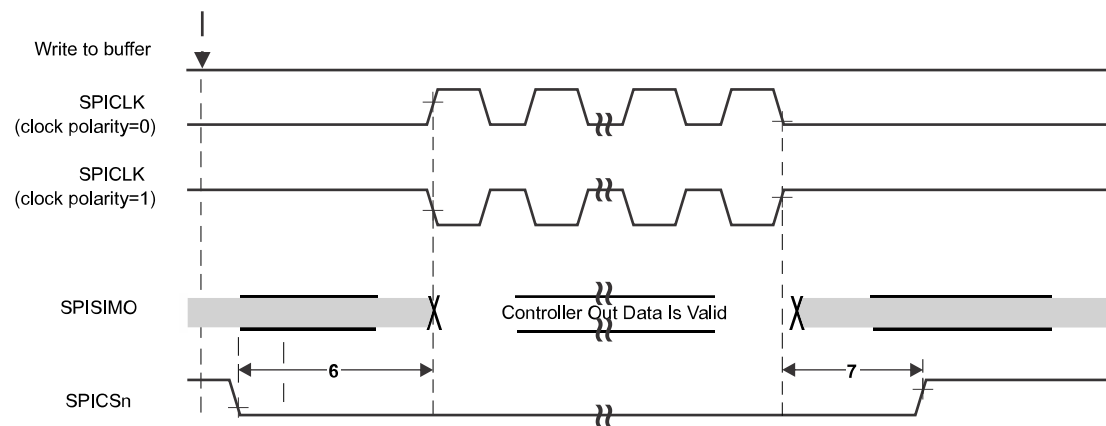 Write to buffer
SPICLK
(clock polarity=0)
SPICLK
(clock polarity=1)
SPISIMO
Controller Out Data Is Valid
6
7
SPICSn